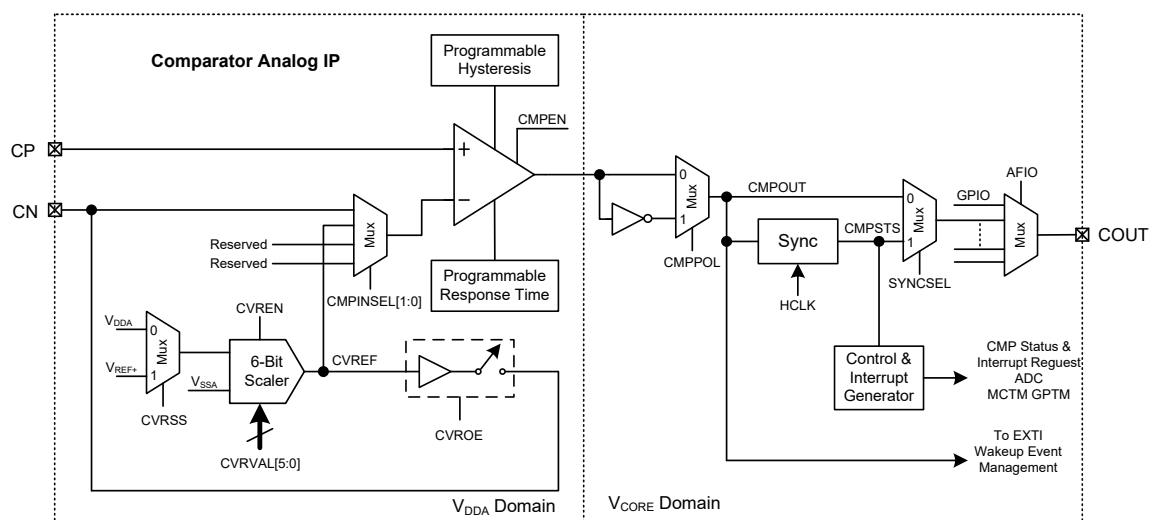 Comparator Analog IP
Programmable
Hysteresis
CMPEN
CP
+
−
CN
Mux
Reserved
Reserved
CMPINSEL[1:0]
Programmable
Response Time
CVREN
VDDA
0
Mux
VREF+
1
CVRSS
6-Bit
Scaler
VSSA
CVRVAL[5:0]
CVREF
CVROE
VDDA Domain
0
1
Mux
CMPPOL
CMPOUT
Sync
HCLK
CMPSTS
0
1
Mux
SYNCSEL
GPIO
AFIO
Mux
COUT
Control &
Interrupt
Generator
CMP Status &
Interrupt Reguest
ADC
MCTM GPTM
To EXTI
Wakeup Event
Management
VCORE Domain